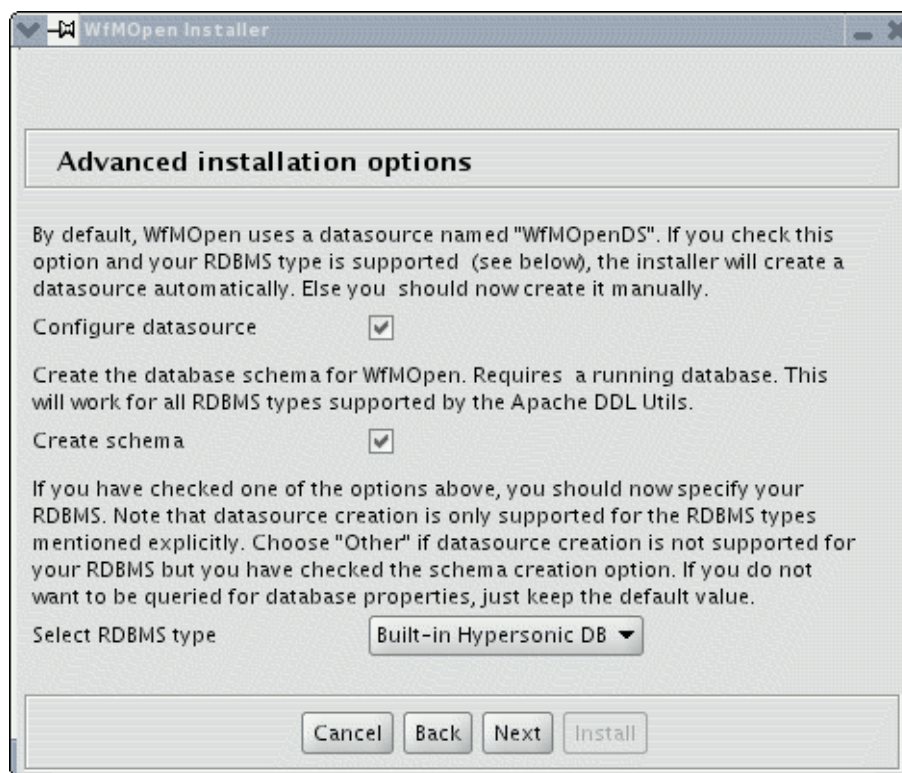 WfMOpen Installer
Advanced installation options
By default, WfMOpen uses a datasource named "WfMOpenDS". If you check this
option and your RDBMS type is supported (see below), the installer will create a
datasource automatically. Else you should now create it manually.
Configure datasource
Create the database schema for WfMOpen. Requires a running database. This
will work for all RDBMS types supported by the Apache DDL Utils.
Create schema
If you have checked one of the options above, you should now specify your
RDBMS. Note that datasource creation is only supported for the RDBMS types
mentioned explicitly. Choose "Other" if datasource creation is not supported for
your RDBMS but you have checked the schema creation option. If you do not
want to be queried for database properties, just keep the default value.
Select RDBMS type Built-in Hypersonic DB
Cancel Back Next Install